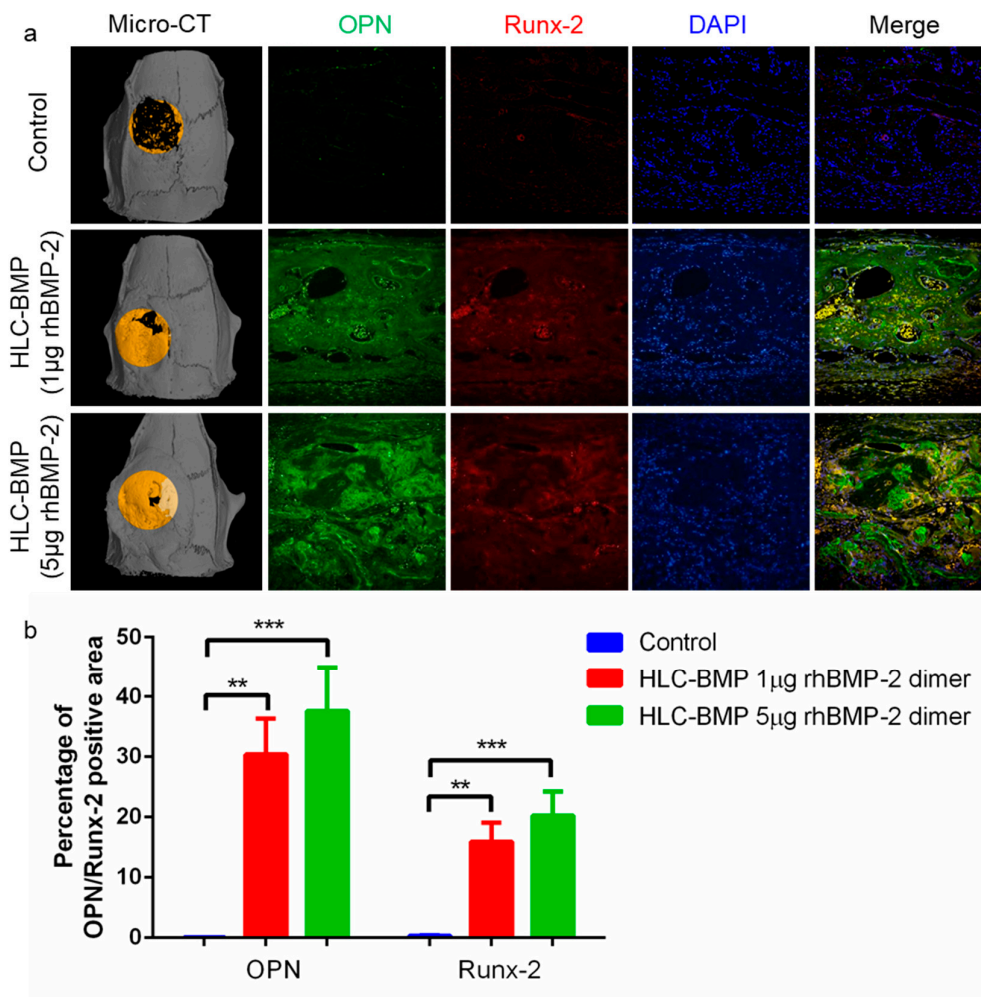 a
Micro-CT OPN Runx-2 DAPI Merge
Control
HLC-BMP
(1μg rhBMP-2)
HLC-BMP
(5μg rhBMP-2)
b
Percentage of
OPN/Runx-2 positive area
50
40
30
20
10
0
***
**
***
**
OPN Runx-2
Control
HLC-BMP 1μg rhBMP-2 dimer
HLC-BMP 5μg rhBMP-2 dimer